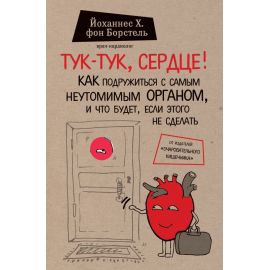 Йоханнес Х.
фон Борстель
врач-кардиолог
ТУК-ТУК, СЕРДЦЕ!
КАК ПОДРУЖИТЬСЯ С САМЫМ
НЕУТОМИМЫМ ОРГАНОМ,
И ЧТО БУДЕТ, ЕСЛИ ЭТОГО
НЕ СДЕЛАТЬ
ОТ ИЗДАТЕЛЯ
«ОЧАРОВАТЕЛЬНОГО
КИШЕЧНИКА»